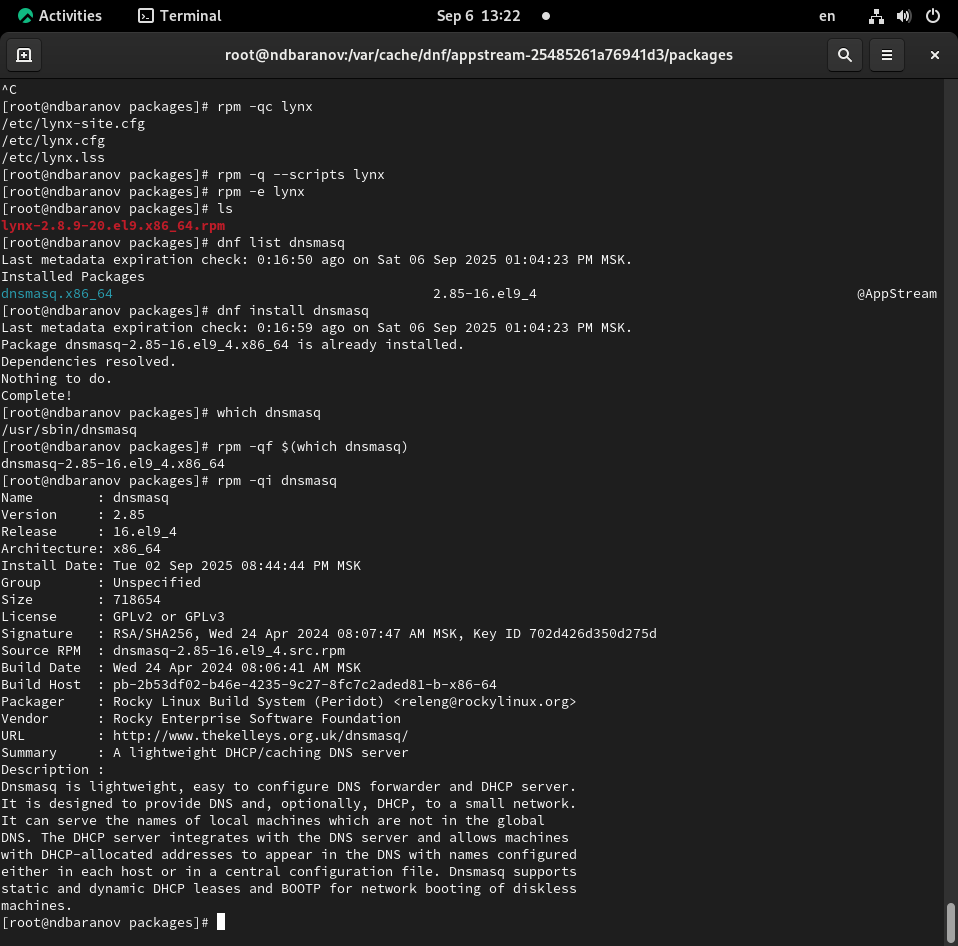 Activities Terminal Sep 6 13:22 en
root@ndbaranov:/var/cache/dnf/appstream-25485261a76941d3/packages
^C
[root@ndbaranov packages]# rpm -qc lynx
/etc/lynx-site.cfg
/etc/lynx.cfg
/etc/lynx.lss
[root@ndbaranov packages]# rpm -q --scripts lynx
[root@ndbaranov packages]# rpm -e lynx
[root@ndbaranov packages]# ls
lynx-2.8.9-20.el9.x86_64.rpm
[root@ndbaranov packages]# dnf list dnsmasq
Last metadata expiration check: 0:16:50 ago on Sat 06 Sep 2025 01:04:23 PM MSK.
Installed Packages
dnsmasq.x86_64 2.85-16.el9_4 @AppStream
[root@ndbaranov packages]# dnf install dnsmasq
Last metadata expiration check: 0:16:59 ago on Sat 06 Sep 2025 01:04:23 PM MSK.
Package dnsmasq-2.85-16.el9_4.x86_64 is already installed.
Dependencies resolved.
Nothing to do.
Complete!
[root@ndbaranov packages]# which dnsmasq
/usr/sbin/dnsmasq
[root@ndbaranov packages]# rpm -qf $(which dnsmasq)
dnsmasq-2.85-16.el9_4.x86_64
[root@ndbaranov packages]# rpm -qi dnsmasq
Name        : dnsmasq
Version     : 2.85
Release     : 16.el9_4
Architecture: x86_64
Install Date: Tue 02 Sep 2025 08:44:44 PM MSK
Group       : Unspecified
Size        : 718654
License     : GPLv2 or GPLv3
Signature   : RSA/SHA256, Wed 24 Apr 2024 08:07:47 AM MSK, Key ID 702d426d350d275d
Source RPM  : dnsmasq-2.85-16.el9_4.src.rpm
Build Date  : Wed 24 Apr 2024 08:06:41 AM MSK
Build Host  : pb-2b53df02-b46e-4235-9c27-8fc7c2aded81-b-x86-64
Packager    : Rocky Linux Build System (Peridot) <releng@rockylinux.org>
Vendor      : Rocky Enterprise Software Foundation
URL         : http://www.thekelleys.org.uk/dnsmasq/
Summary     : A lightweight DHCP/caching DNS server
Description :
Dnsmasq is lightweight, easy to configure DNS forwarder and DHCP server.
It is designed to provide DNS and, optionally, DHCP, to a small network.
It can serve the names of local machines which are not in the global
DNS. The DHCP server integrates with the DNS server and allows machines
with DHCP-allocated addresses to appear in the DNS with names configured
either in each host or in a central configuration file. Dnsmasq supports
static and dynamic DHCP leases and BOOTP for network booting of diskless
machines.
[root@ndbaranov packages]#